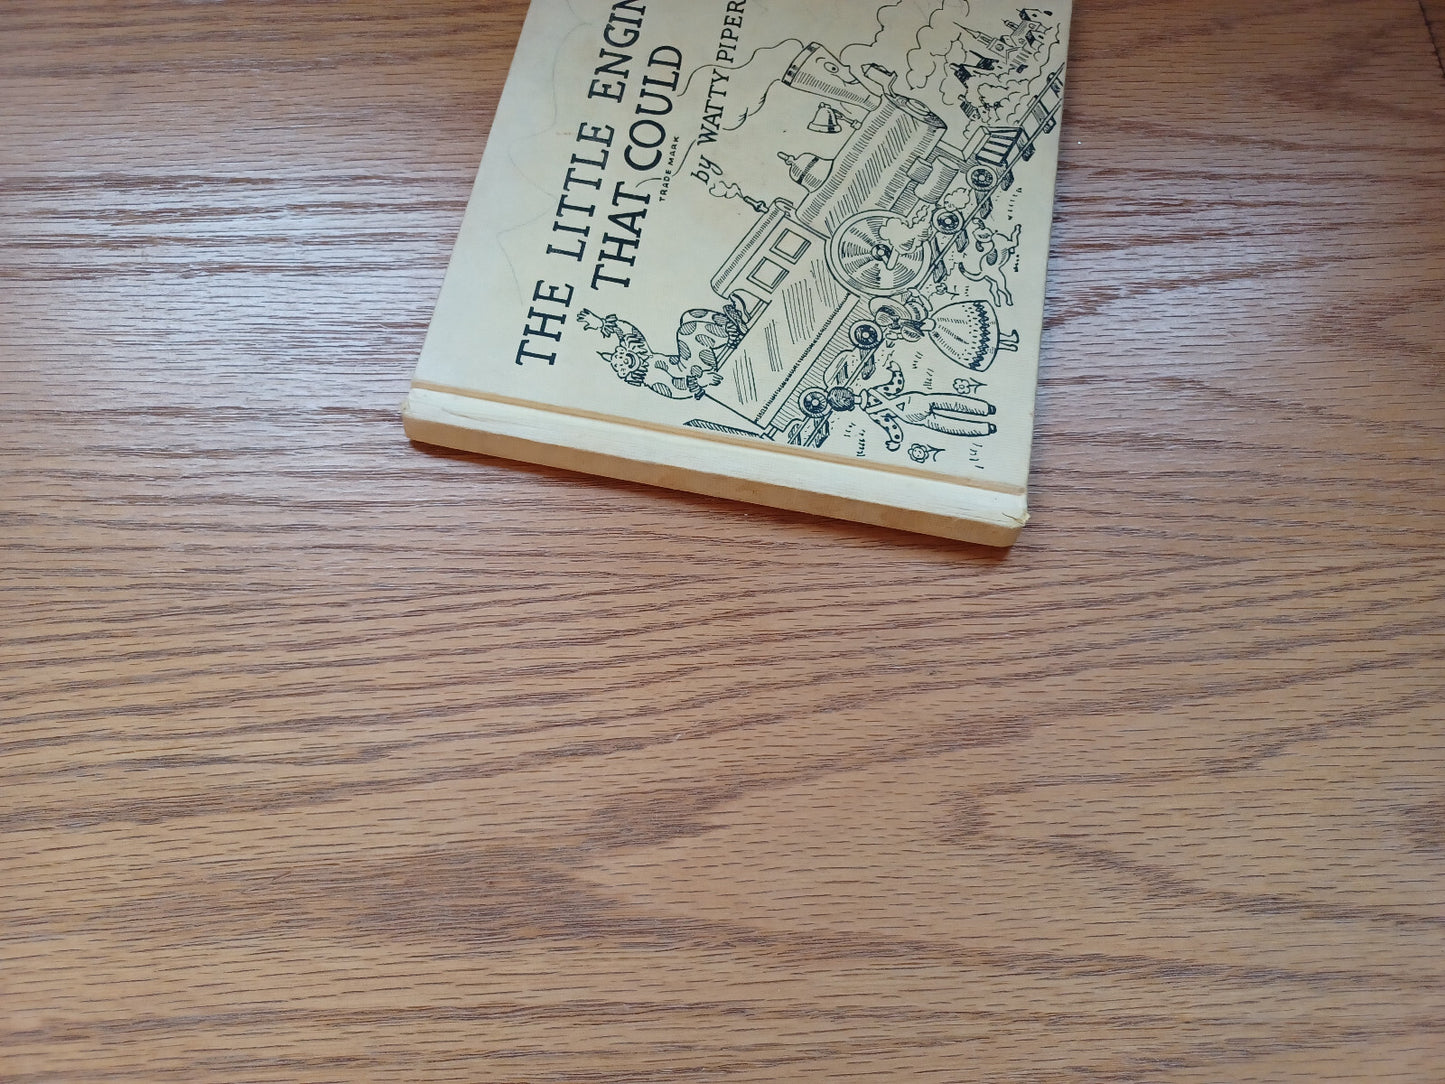 THE LITTLE ENGIN
THAT COULD
TRADE MARK
by WATTY PIPER